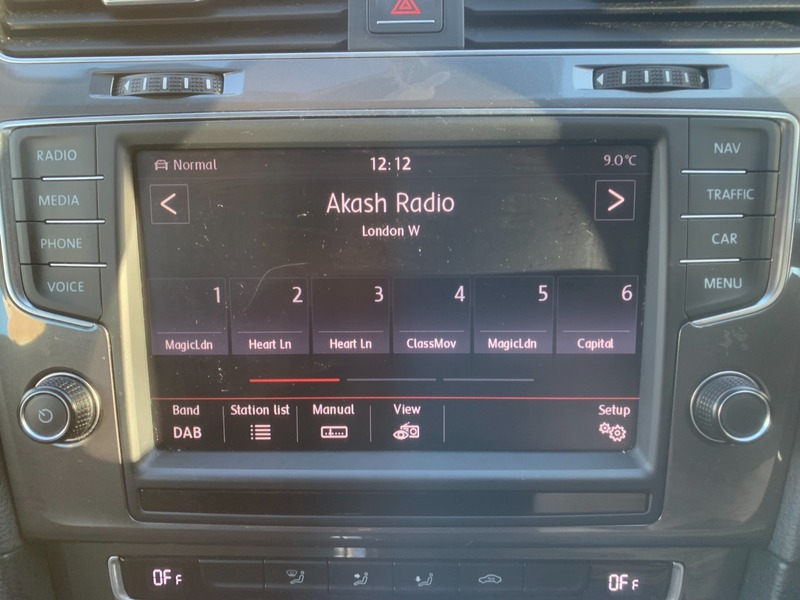 RADIO
MEDIA
PHONE
VOICE
Normal 12:12 9.0°C
< Akash Radio >
London W
1 2 3 4 5 6
MagicLdn Heart Ln Heart Ln ClassMov MagicLdn Capital
Band Station list Manual View Setup
DAB
NAV
TRAFFIC
CAR
MENU
OFF OFF